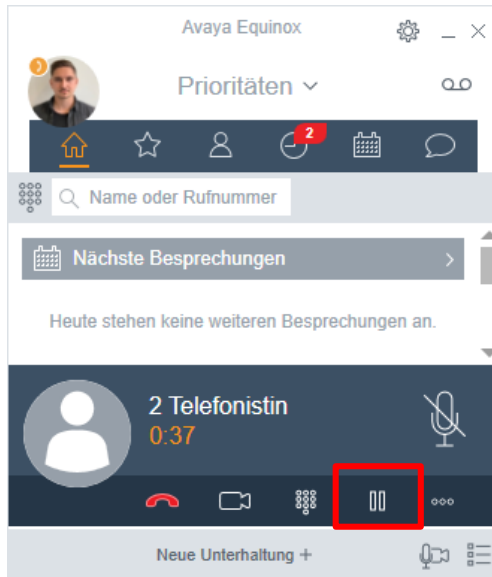 Avaya Equinox
Prioritäten
2
Name oder Rufnummer
Nächste Besprechungen
Heute stehen keine weiteren Besprechungen an.
2 Telefonistin
0:37
Neue Unterhaltung +